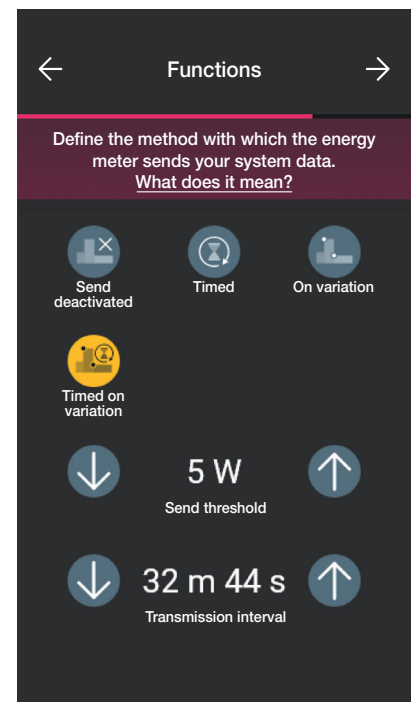 Functions
Define the method with which the energy
meter sends your system data.
What does it mean?
Send
deactivated
Timed
On variation
Timed on
variation
5 W
Send threshold
32 m 44 s
Transmission interval